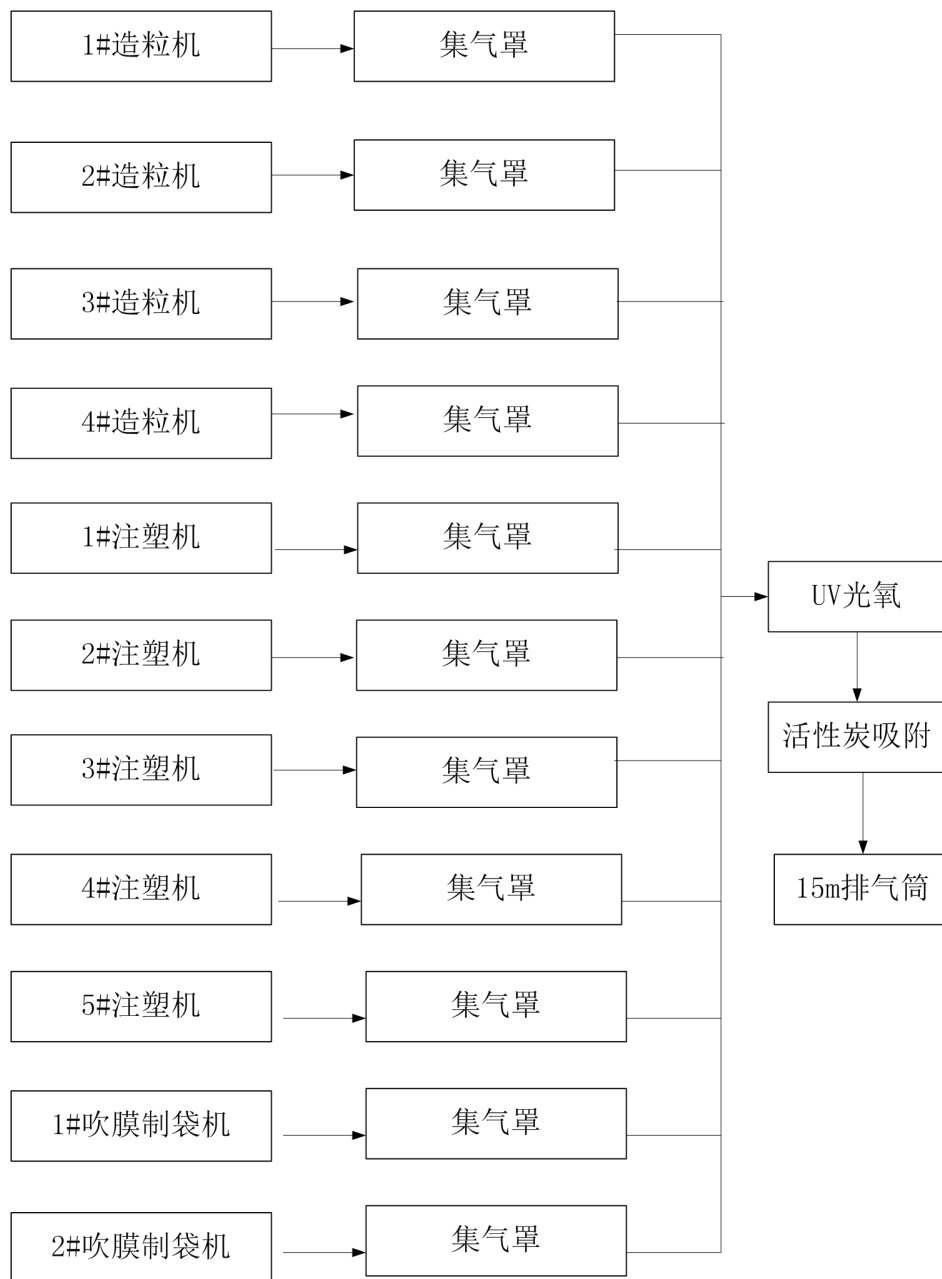 1#造粒机
集气罩
2#造粒机
集气罩
3#造粒机
集气罩
4#造粒机
集气罩
1#注塑机
集气罩
2#注塑机
集气罩
3#注塑机
集气罩
4#注塑机
集气罩
5#注塑机
集气罩
1#吹膜制袋机
集气罩
2#吹膜制袋机
集气罩
UV光氧
活性炭吸附
15m排气筒